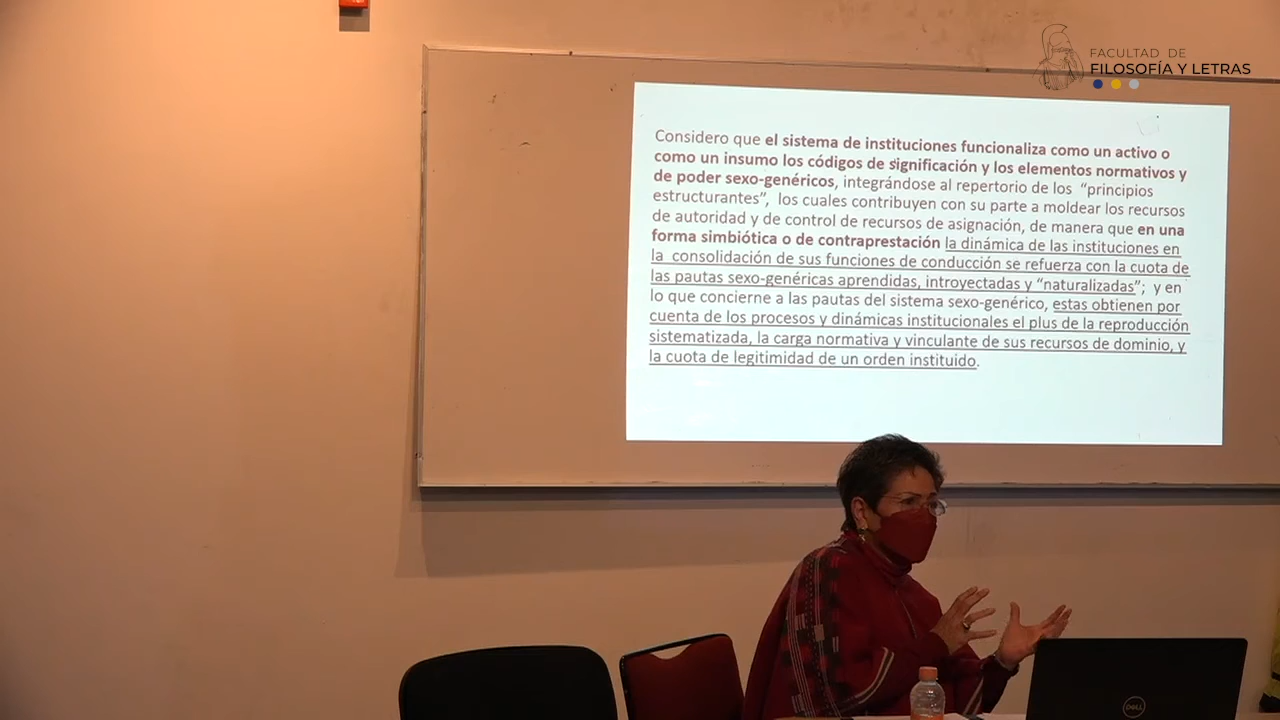 FACULTAD DE
FILOSOFÍA Y LETRAS
Considero que el sistema de instituciones funcionaliza como un activo o
como un insumo los códigos de significación y los elementos normativos y
de poder sexo-genéricos, integrándose al repertorio de los “principios
estructurantes”, los cuales contribuyen con su parte a moldear los recursos
de autoridad y de control de recursos de asignación, de manera que en una
forma simbiótica o de contraprestación la dinámica de las instituciones en
la consolidación de sus funciones de conducción se refuerza con la cuota de
las pautas sexo-genéricas aprendidas, introyectadas y “naturalizadas”; y en
lo que concierne a las pautas del sistema sexo-genérico, estas obtienen por
cuenta de los procesos y dinámicas institucionales el plus de la reproducción
sistematizada, la carga normativa y vinculante de sus recursos de dominio, y
la cuota de legitimidad de un orden instituido.
DELL